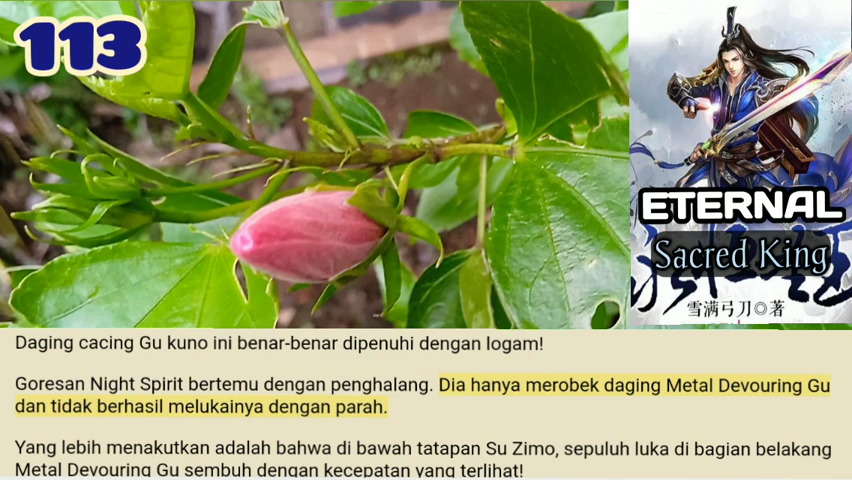 113
ETERNAL
Sacred King
雪满弓刀◎著
Daging cacing Gu kuno ini benar-benar dipenuhi dengan logam!
Goresan Night Spirit bertemu dengan penghalang. Dia hanya merobek daging Metal Devouring Gu
dan tidak berhasil melukainya dengan parah.
Yang lebih menakutkan adalah bahwa di bawah tatapan Su Zimo, sepuluh luka di bagian belakang
Metal Devouring Gu sembuh dengan kecepatan yang terlihat!